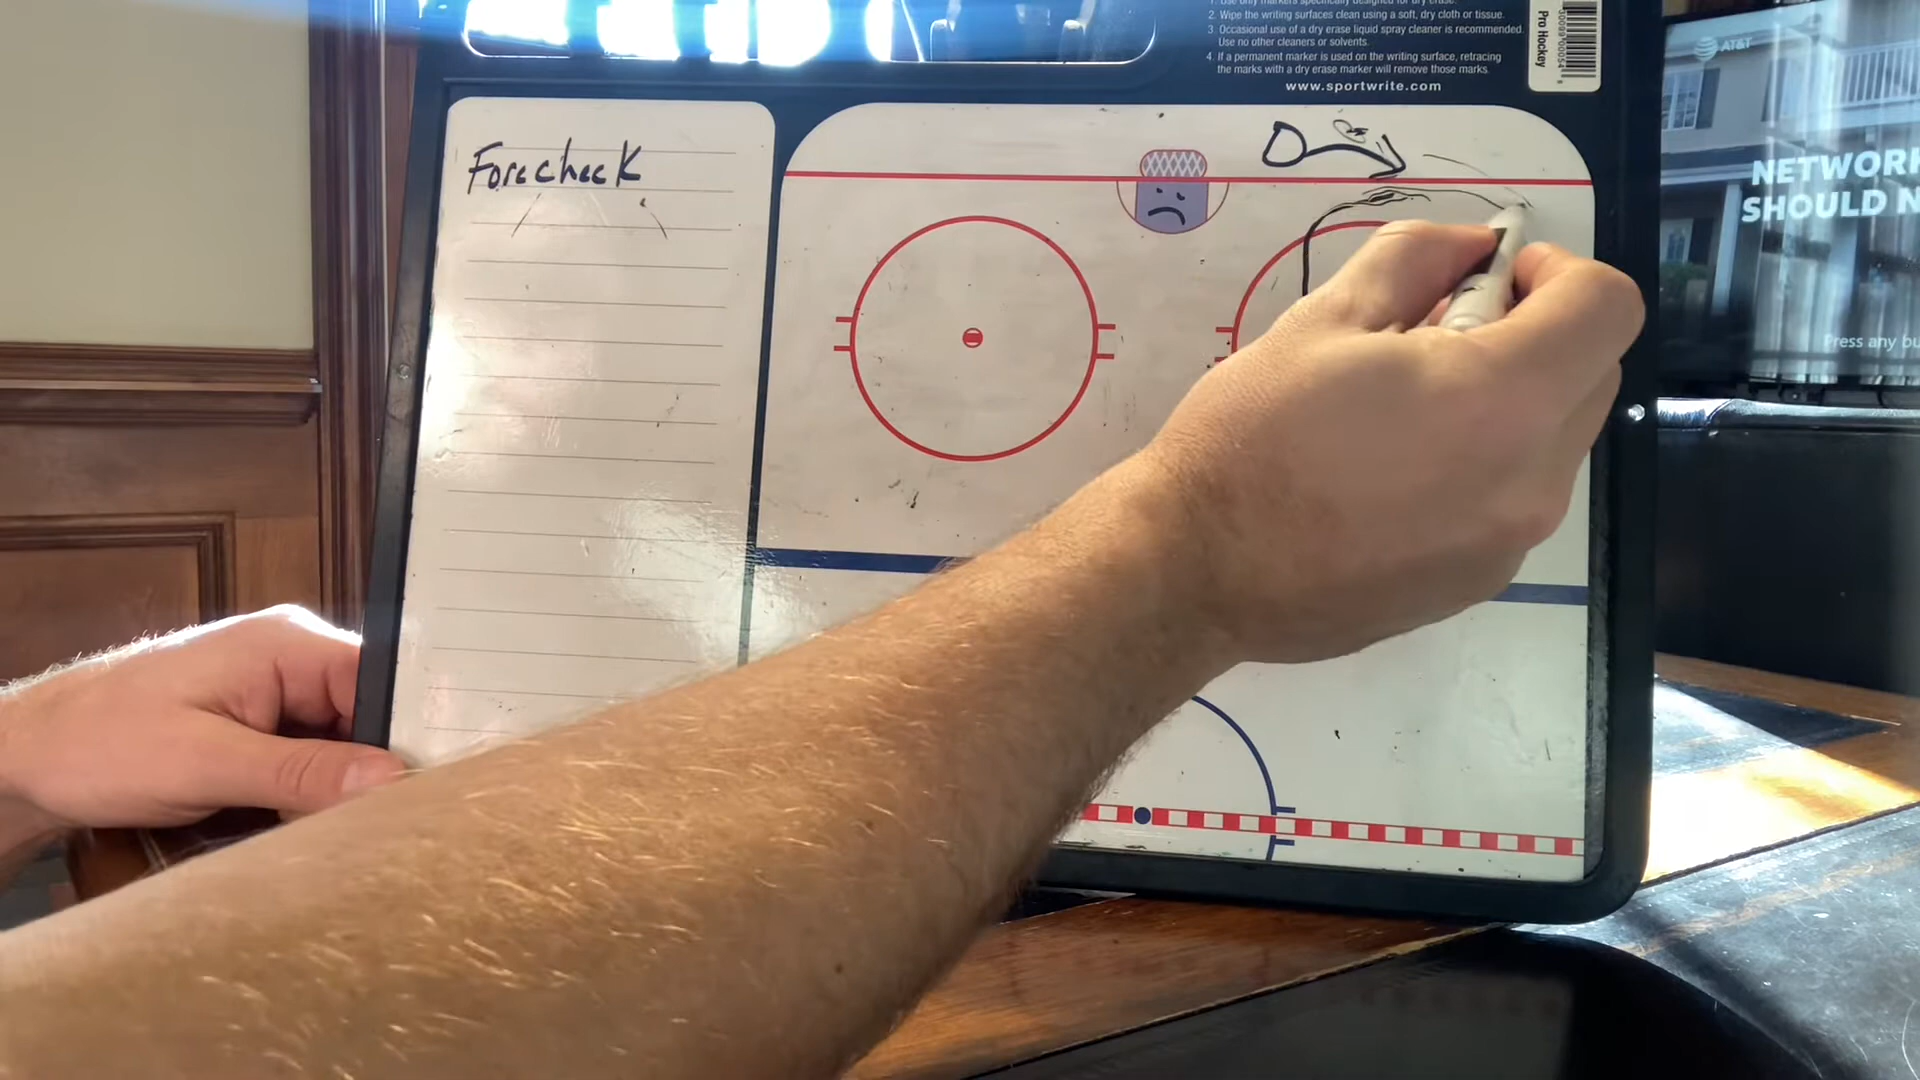 2. Wipe the writing surfaces clean using a soft, dry cloth or tissue.
3. Occasional use of a dry erase liquid spray cleaner is recommended.
Use no other cleaners or solvents.
4. If a permanent marker is used on the writing surface, retracing
the marks with a dry erase marker will remove those marks.
www.sportwrite.com
Pro Hockey
AT&T
NETWORK
SHOULD N
Press any bu
Forecheck
D